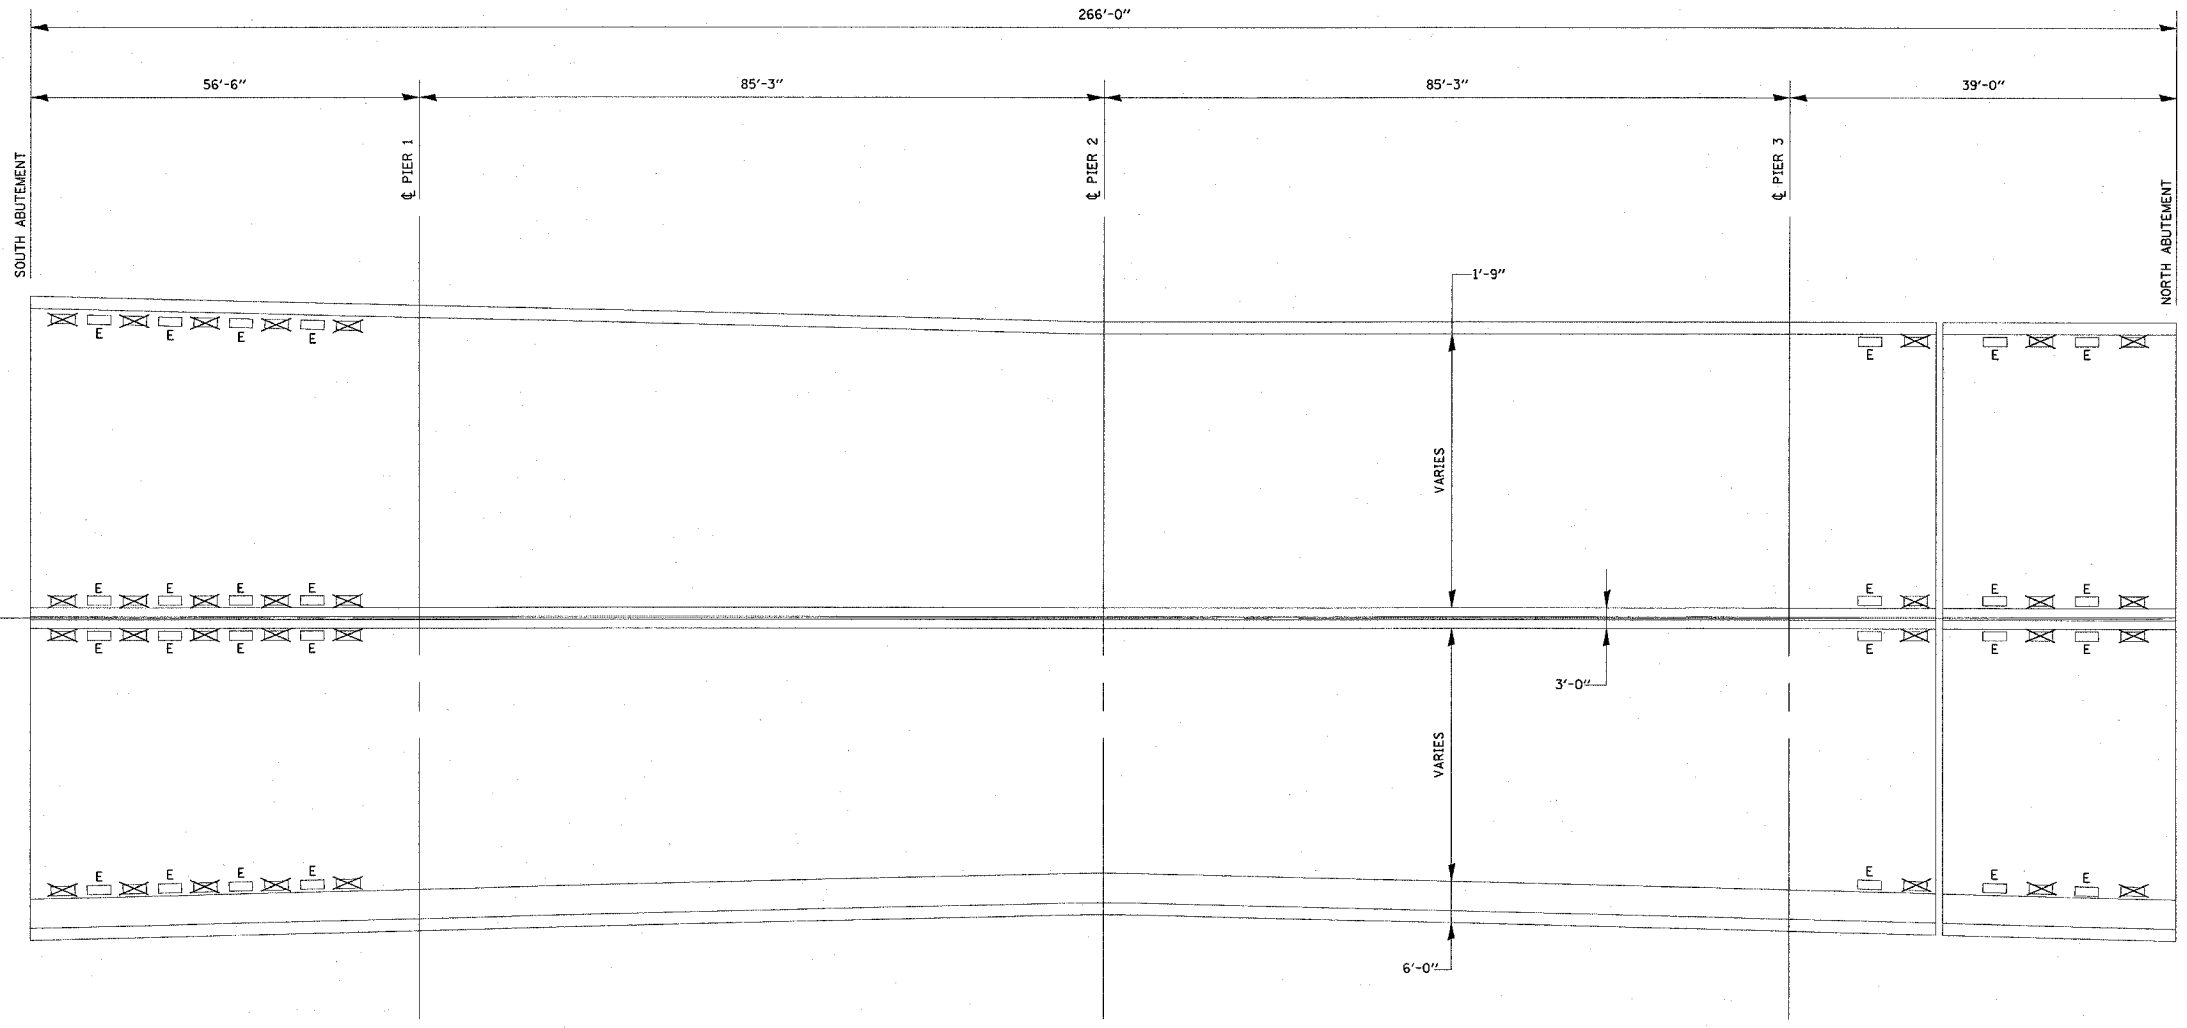 266'-0"
56'-6"
85'-3"
85'-3"
39'-0"
SOUTH ABUTEMENT
℄ PIER 1
℄ PIER 2
℄ PIER 3
NORTH ABUTEMENT
1'-9"
E E E E E E E
VARIES
E E E E E E E
E E E E E E E
3'-0"
VARIES
E E E E E E E
6'-0"